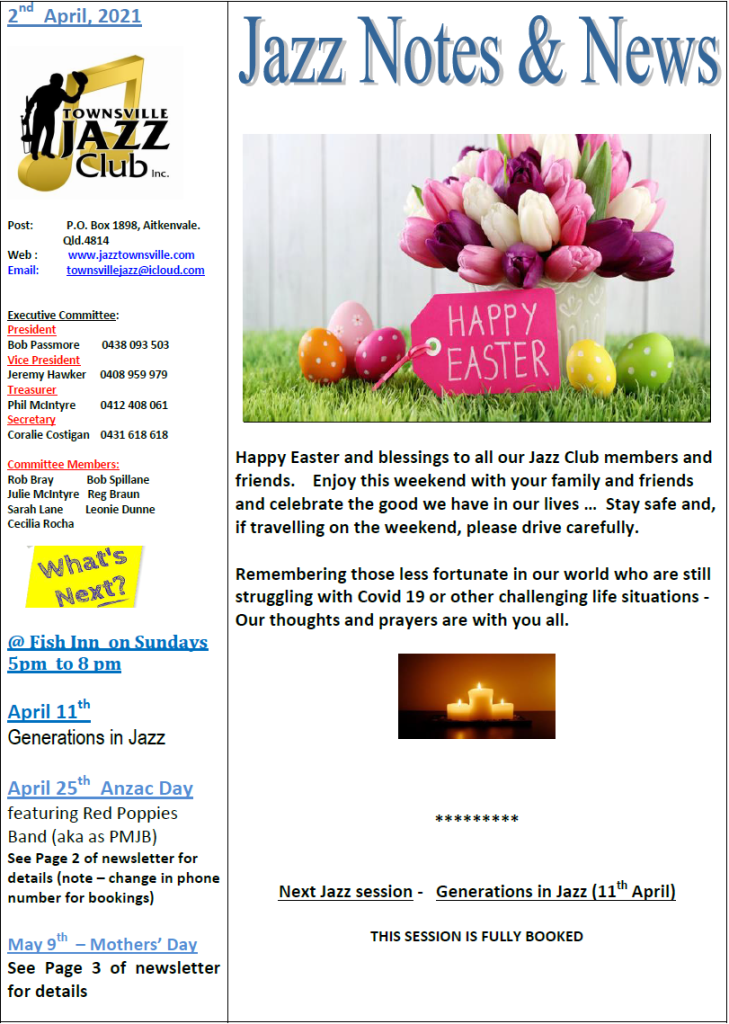 2nd April, 2021
TOWNSVILLE
JAZZ
Club Inc.
Post: P.O. Box 1898, Aitkenvale.
Qld.4814
Web : www.jazztownsville.com
Email: townsvillejazz@icloud.com
Executive Committee:
President
Bob Passmore 0438 093 503
Vice President
Jeremy Hawker 0408 959 979
Treasurer
Phil McIntyre 0412 408 061
Secretary
Coralie Costigan 0431 618 618
Committee Members:
Rob Bray Bob Spillane
Julie McIntyre Reg Braun
Sarah Lane Leonie Dunne
Cecilia Rocha
What's
Next?
@ Fish Inn on Sundays
5pm to 8 pm
April 11th
Generations in Jazz
April 25th Anzac Day
featuring Red Poppies
Band (aka as PMJB)
See Page 2 of newsletter for
details (note – change in phone
number for bookings)
May 9th – Mothers' Day
See Page 3 of newsletter
for details
Jazz Notes & News
HAPPY
EASTER
Happy Easter and blessings to all our Jazz Club members and
friends. Enjoy this weekend with your family and friends
and celebrate the good we have in our lives … Stay safe and,
if travelling on the weekend, please drive carefully.
Remembering those less fortunate in our world who are still
struggling with Covid 19 or other challenging life situations -
Our thoughts and prayers are with you all.
*********
Next Jazz session - Generations in Jazz (11th April)
THIS SESSION IS FULLY BOOKED